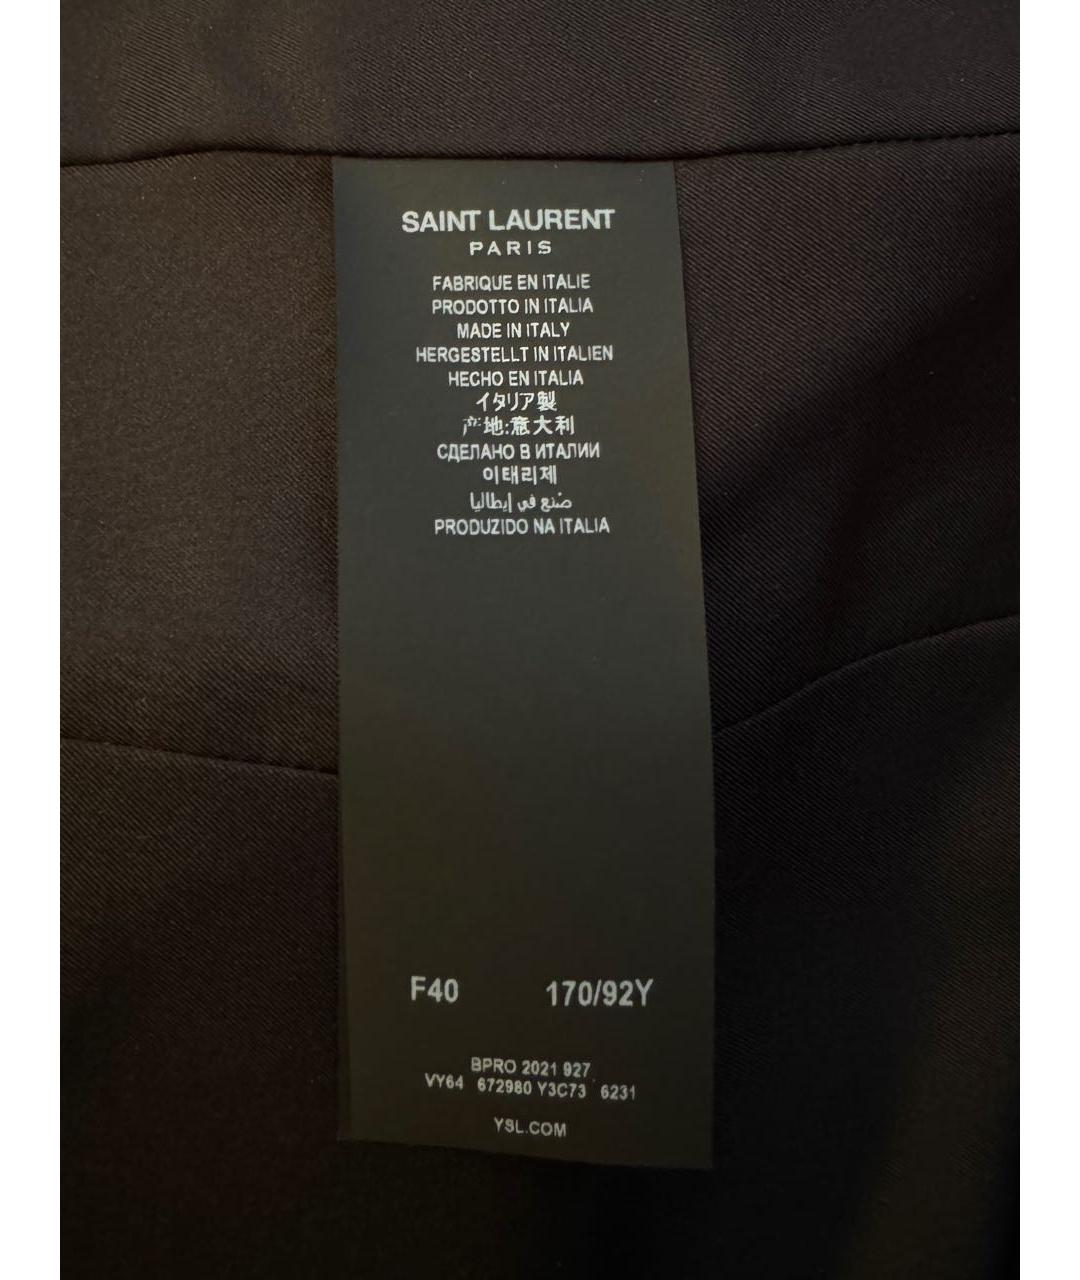 SAINT LAURENT
PARIS
FABRIQUE EN ITALIE
PRODOTTO IN ITALIA
MADE IN ITALY
HERGESTELLT IN ITALIEN
HECHO EN ITALIA
イタリア製
产地:意大利
СДЕЛАНО В ИТАЛИИ
이태리제
صُنع في إيطاليا
PRODUZIDO NA ITALIA
F40 170/92Y
BPRO 2021 927
VY64 672980 Y3C73 6231
YSL.COM